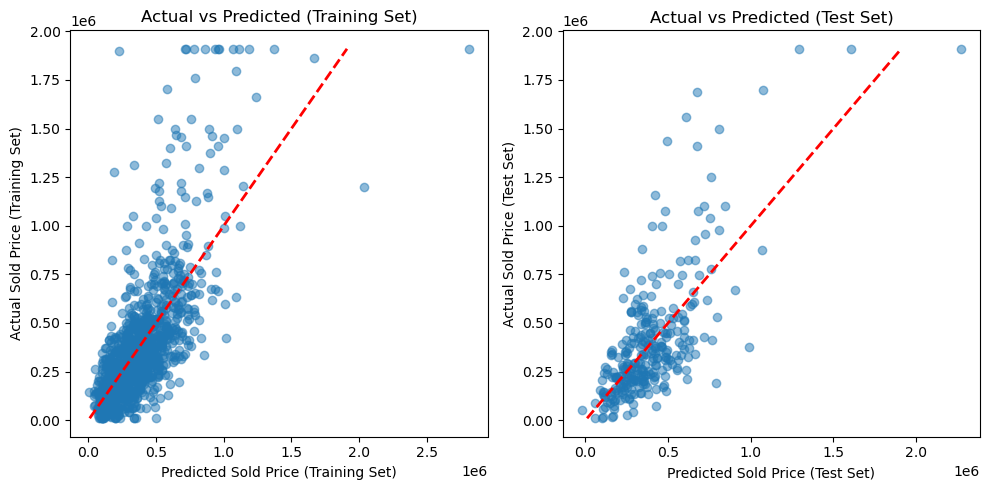 Actual vs Predicted (Training Set)
1e6
2.00
1.75
1.50
1.25
1.00
0.75
0.50
0.25
0.00
Actual Sold Price (Training Set)
0.0 0.5 1.0 1.5 2.0 2.5
1e6
Predicted Sold Price (Training Set)
Actual vs Predicted (Test Set)
1e6
2.00
1.75
1.50
1.25
1.00
0.75
0.50
0.25
0.00
Actual Sold Price (Test Set)
0.0 0.5 1.0 1.5 2.0
1e6
Predicted Sold Price (Test Set)